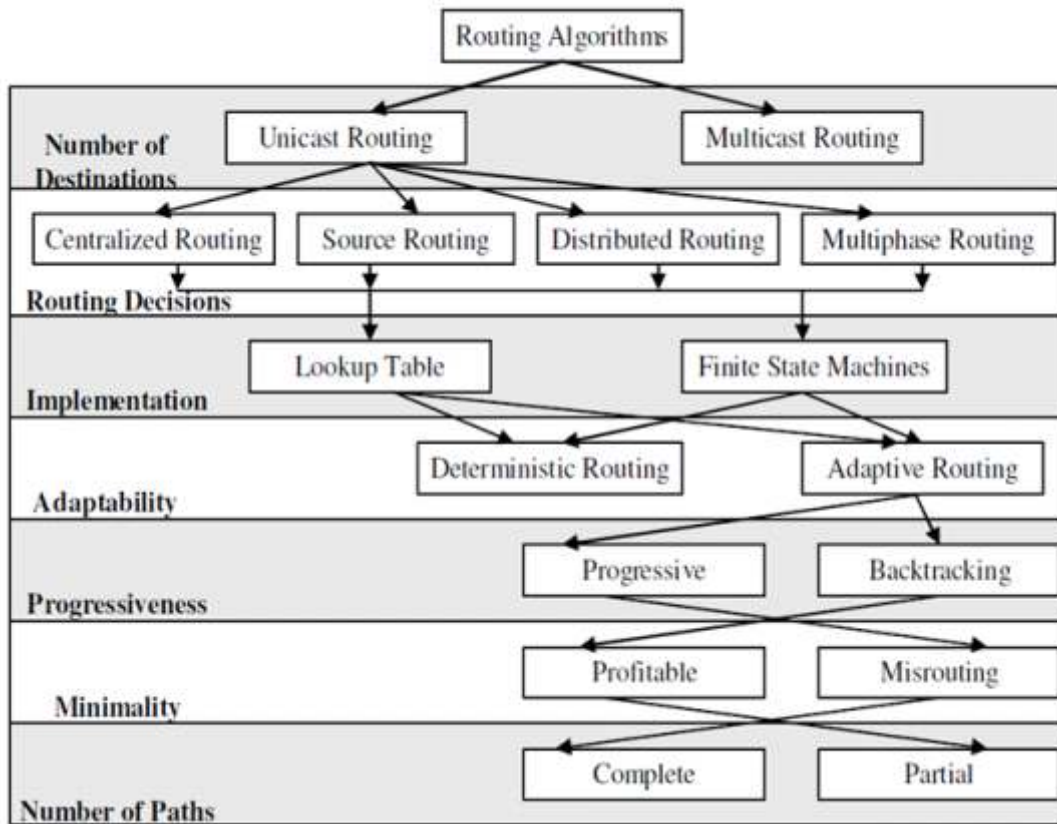 Routing Algorithms
Unicast Routing
Multicast Routing
Number of
Destinations
Centralized Routing
Source Routing
Distributed Routing
Multiphase Routing
Routing Decisions
Lookup Table
Finite State Machines
Implementation
Deterministic Routing
Adaptive Routing
Adaptability
Progressive
Backtracking
Progressiveness
Profitable
Misrouting
Minimality
Complete
Partial
Number of Paths